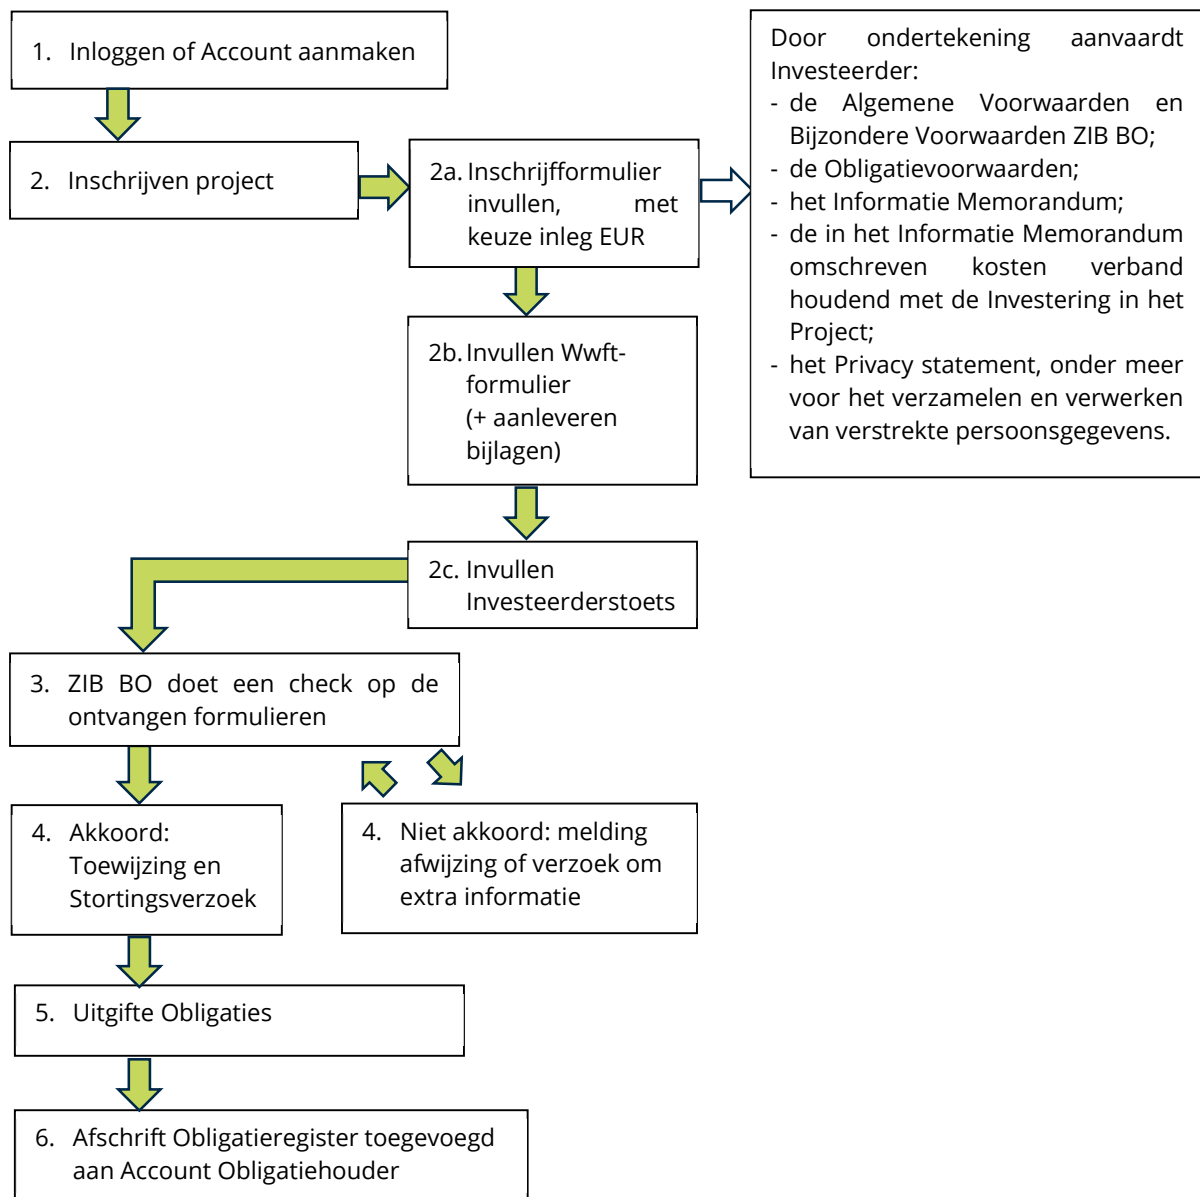 1. Inloggen of Account aanmaken
2. Inschrijven project
2a. Inschrijfformulier
invullen, met
keuze inleg EUR
Door ondertekening aanvaardt
Investeerder:
- de Algemene Voorwaarden en
Bijzondere Voorwaarden ZIB BO;
- de Obligatievoorwaarden;
- het Informatie Memorandum;
- de in het Informatie Memorandum
omschreven kosten verband
houdend met de Investering in het
Project;
- het Privacy statement, onder meer
voor het verzamelen en verwerken
van verstrekte persoonsgegevens.
2b. Invullen Wwft-
formulier
(+ aanleveren
bijlagen)
2c. Invullen
Investeerderstoets
3. ZIB BO doet een check op de
ontvangen formulieren
4. Akkoord:
Toewijzing en
Stortingsverzoek
4. Niet akkoord: melding
afwijzing of verzoek om
extra informatie
5. Uitgifte Obligaties
6. Afschrift Obligatieregister toegevoegd
aan Account Obligatiehouder